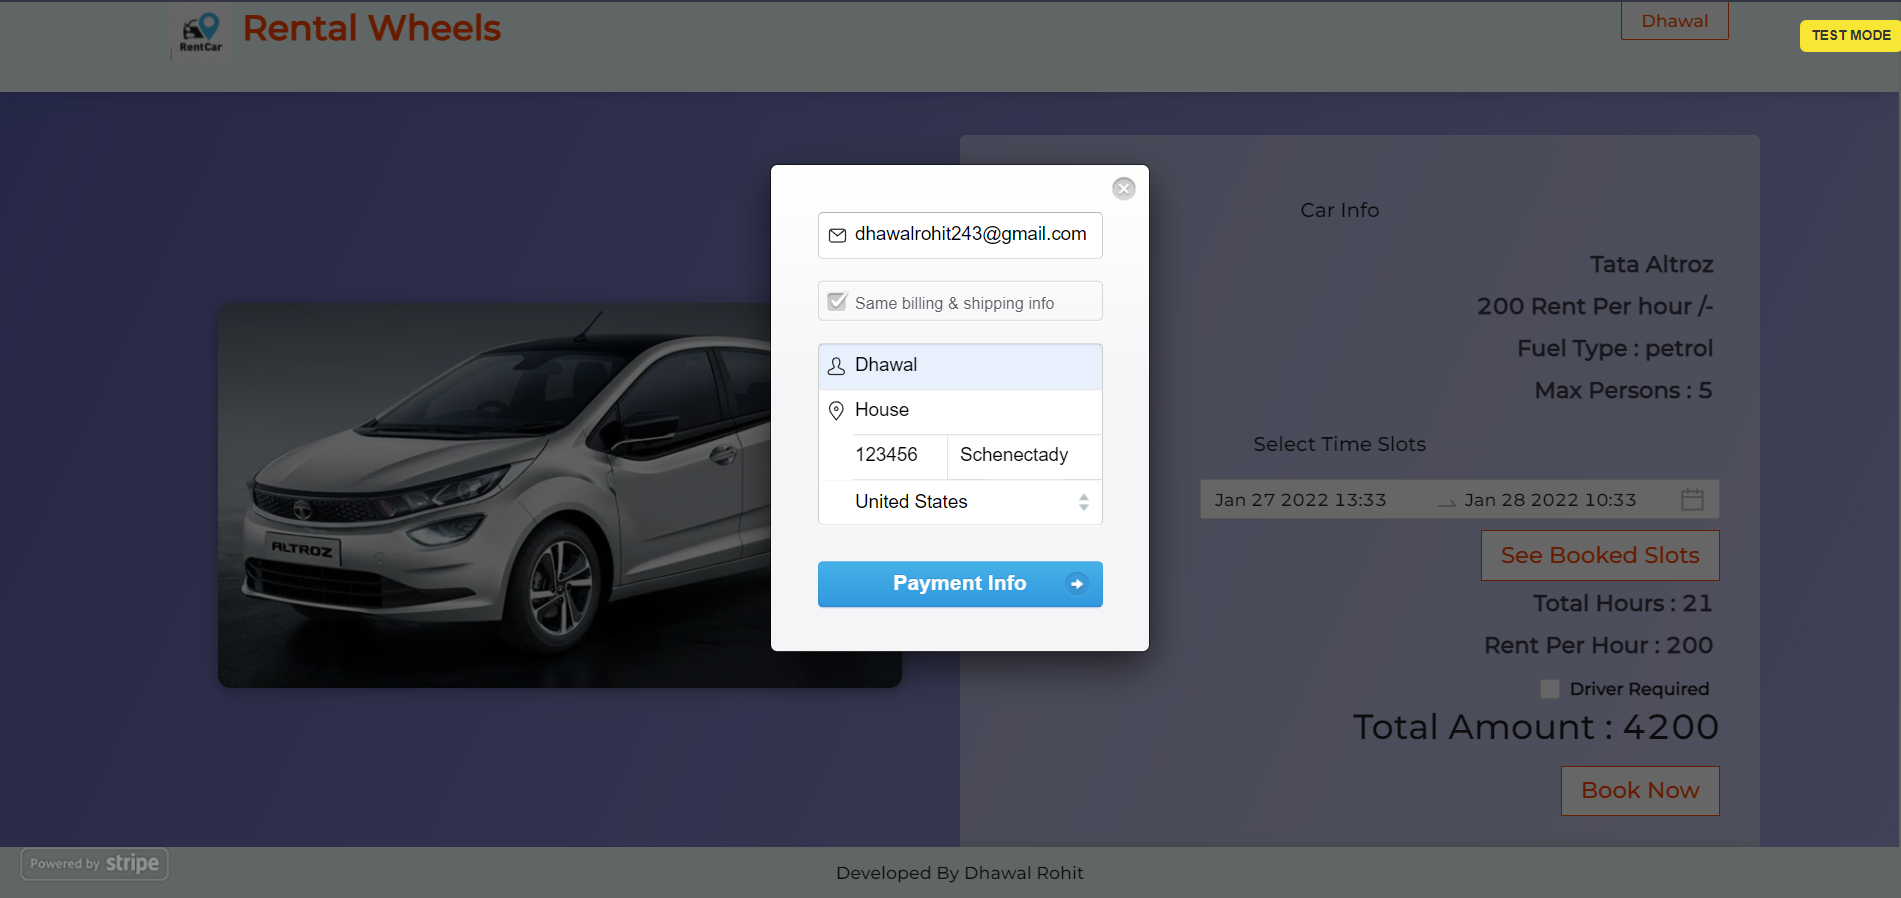 RentCar
Rental Wheels
Dhawal
TEST MODE
dhawalrohit243@gmail.com
Same billing & shipping info
Dhawal
House
123456 Schenectady
United States
Payment Info
ALTROZ
Car Info
Tata Altroz
200 Rent Per hour /-
Fuel Type : petrol
Max Persons : 5
Select Time Slots
Jan 27 2022 13:33 Jan 28 2022 10:33
See Booked Slots
Total Hours : 21
Rent Per Hour : 200
Driver Required
Total Amount : 4200
Book Now
Powered by stripe
Developed By Dhawal Rohit